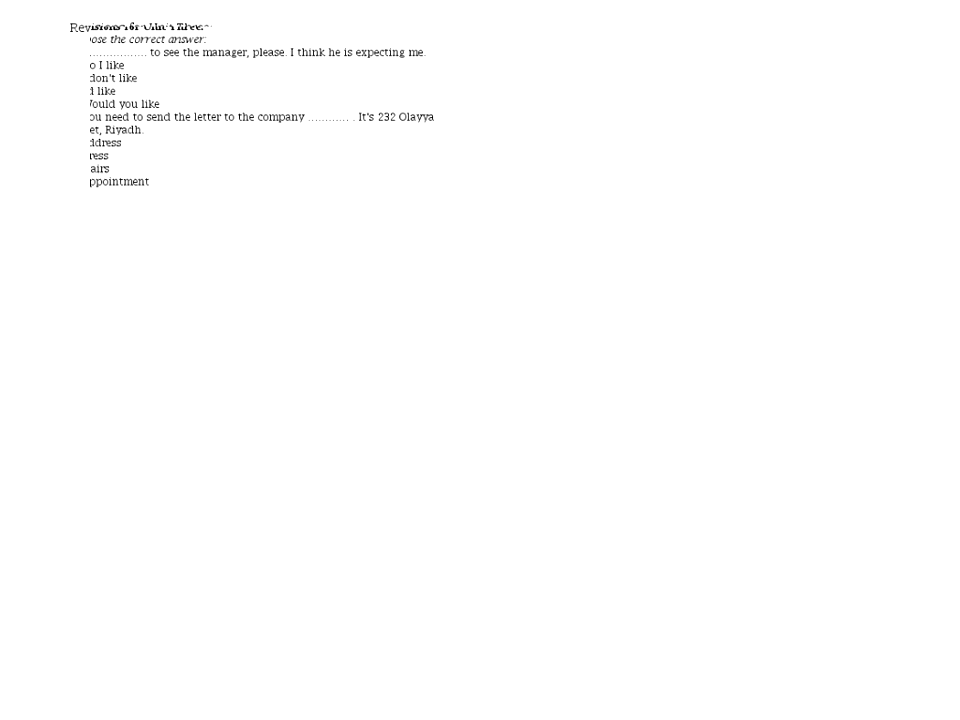 ose the correct answer:
.................. to see the manager, please. I think he is expecting me.
o I like
don't like
d like
Would you like
ou need to send the letter to the company ............. . It's 232 Olayya
et, Riyadh.
ddress
ress
airs
ppointment